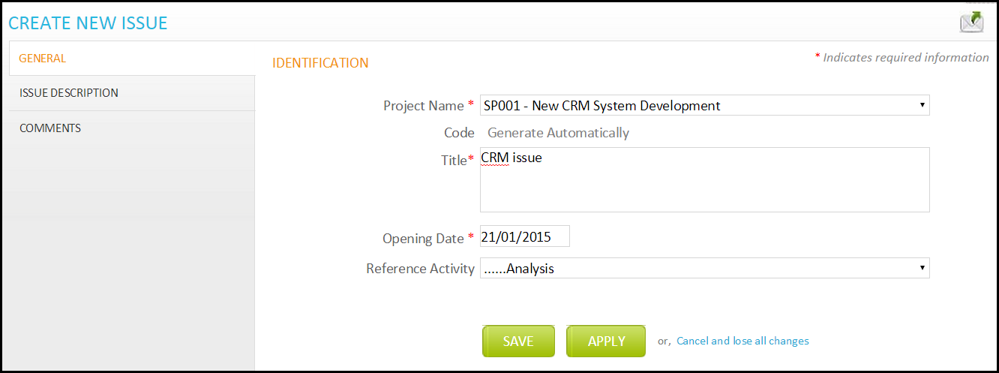 CREATE NEW ISSUE
GENERAL
ISSUE DESCRIPTION
COMMENTS
IDENTIFICATION
* Indicates required information
Project Name * SP001 - New CRM System Development
Code Generate Automatically
Title* CRM issue
Opening Date * 21/01/2015
Reference Activity ......Analysis
SAVE APPLY or, Cancel and lose all changes